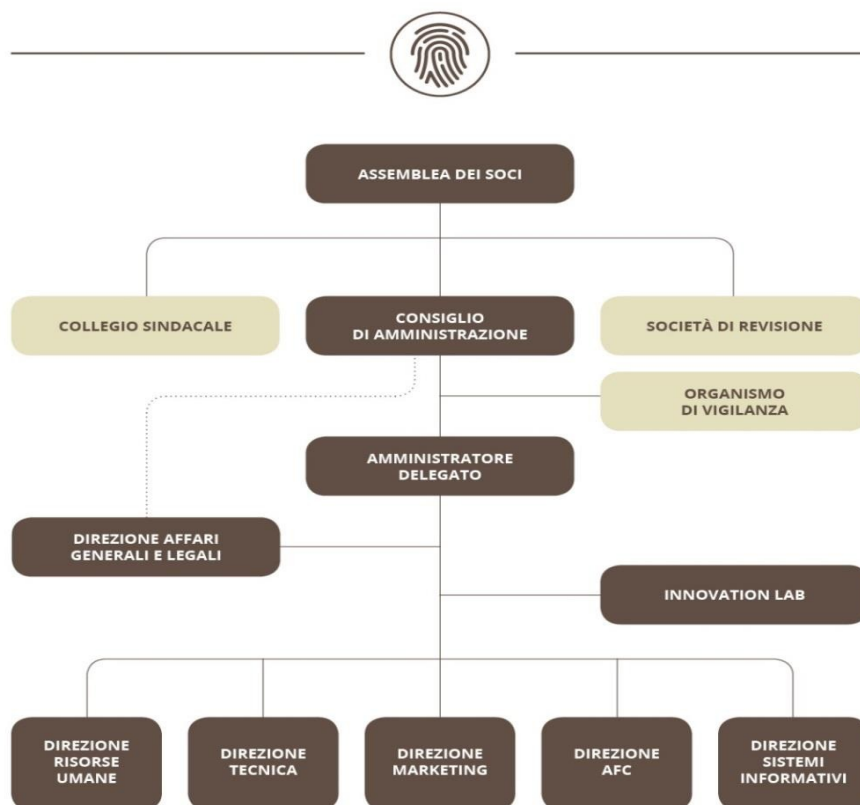 ASSEMBLEA DEI SOCI
COLLEGIO SINDACALE
CONSIGLIO
DI AMMINISTRAZIONE
SOCIETÀ DI REVISIONE
ORGANISMO
DI VIGILANZA
AMMINISTRATORE
DELEGATO
DIREZIONE AFFARI
GENERALI E LEGALI
INNOVATION LAB
DIREZIONE
RISORSE
UMANE
DIREZIONE
TECNICA
DIREZIONE
MARKETING
DIREZIONE
AFC
DIREZIONE
SISTEMI
INFORMATIVI